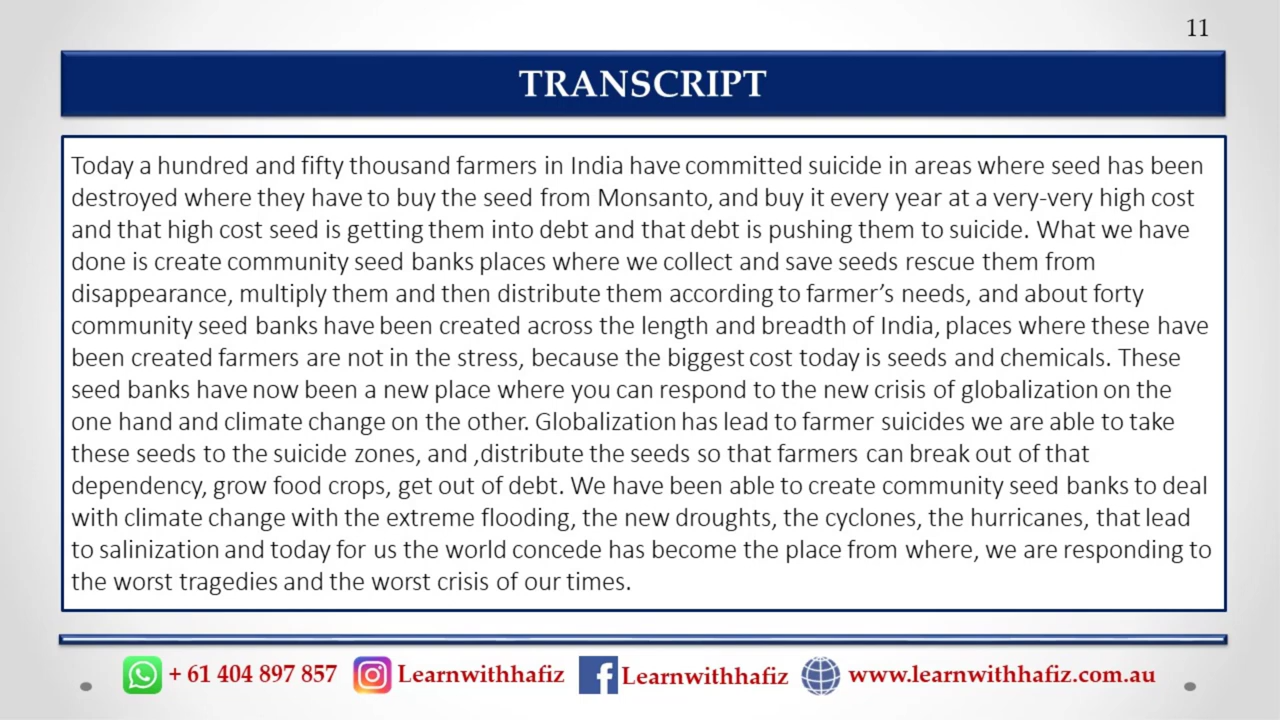 11
TRANSCRIPT
Today a hundred and fifty thousand farmers in India have committed suicide in areas where seed has been
destroyed where they have to buy the seed from Monsanto, and buy it every year at a very-very high cost
and that high cost seed is getting them into debt and that debt is pushing them to suicide. What we have
done is create community seed banks places where we collect and save seeds rescue them from
disappearance, multiply them and then distribute them according to farmer’s needs, and about forty
community seed banks have been created across the length and breadth of India, places where these have
been created farmers are not in the stress, because the biggest cost today is seeds and chemicals. These
seed banks have now been a new place where you can respond to the new crisis of globalization on the
one hand and climate change on the other. Globalization has lead to farmer suicides we are able to take
these seeds to the suicide zones, and ,distribute the seeds so that farmers can break out of that
dependency, grow food crops, get out of debt. We have been able to create community seed banks to deal
with climate change with the extreme flooding, the new droughts, the cyclones, the hurricanes, that lead
to salinization and today for us the world concede has become the place from where, we are responding to
the worst tragedies and the worst crisis of our times.
+ 61 404 897 857 Learnwithhafiz Learnwithhafiz www.learnwithhafiz.com.au